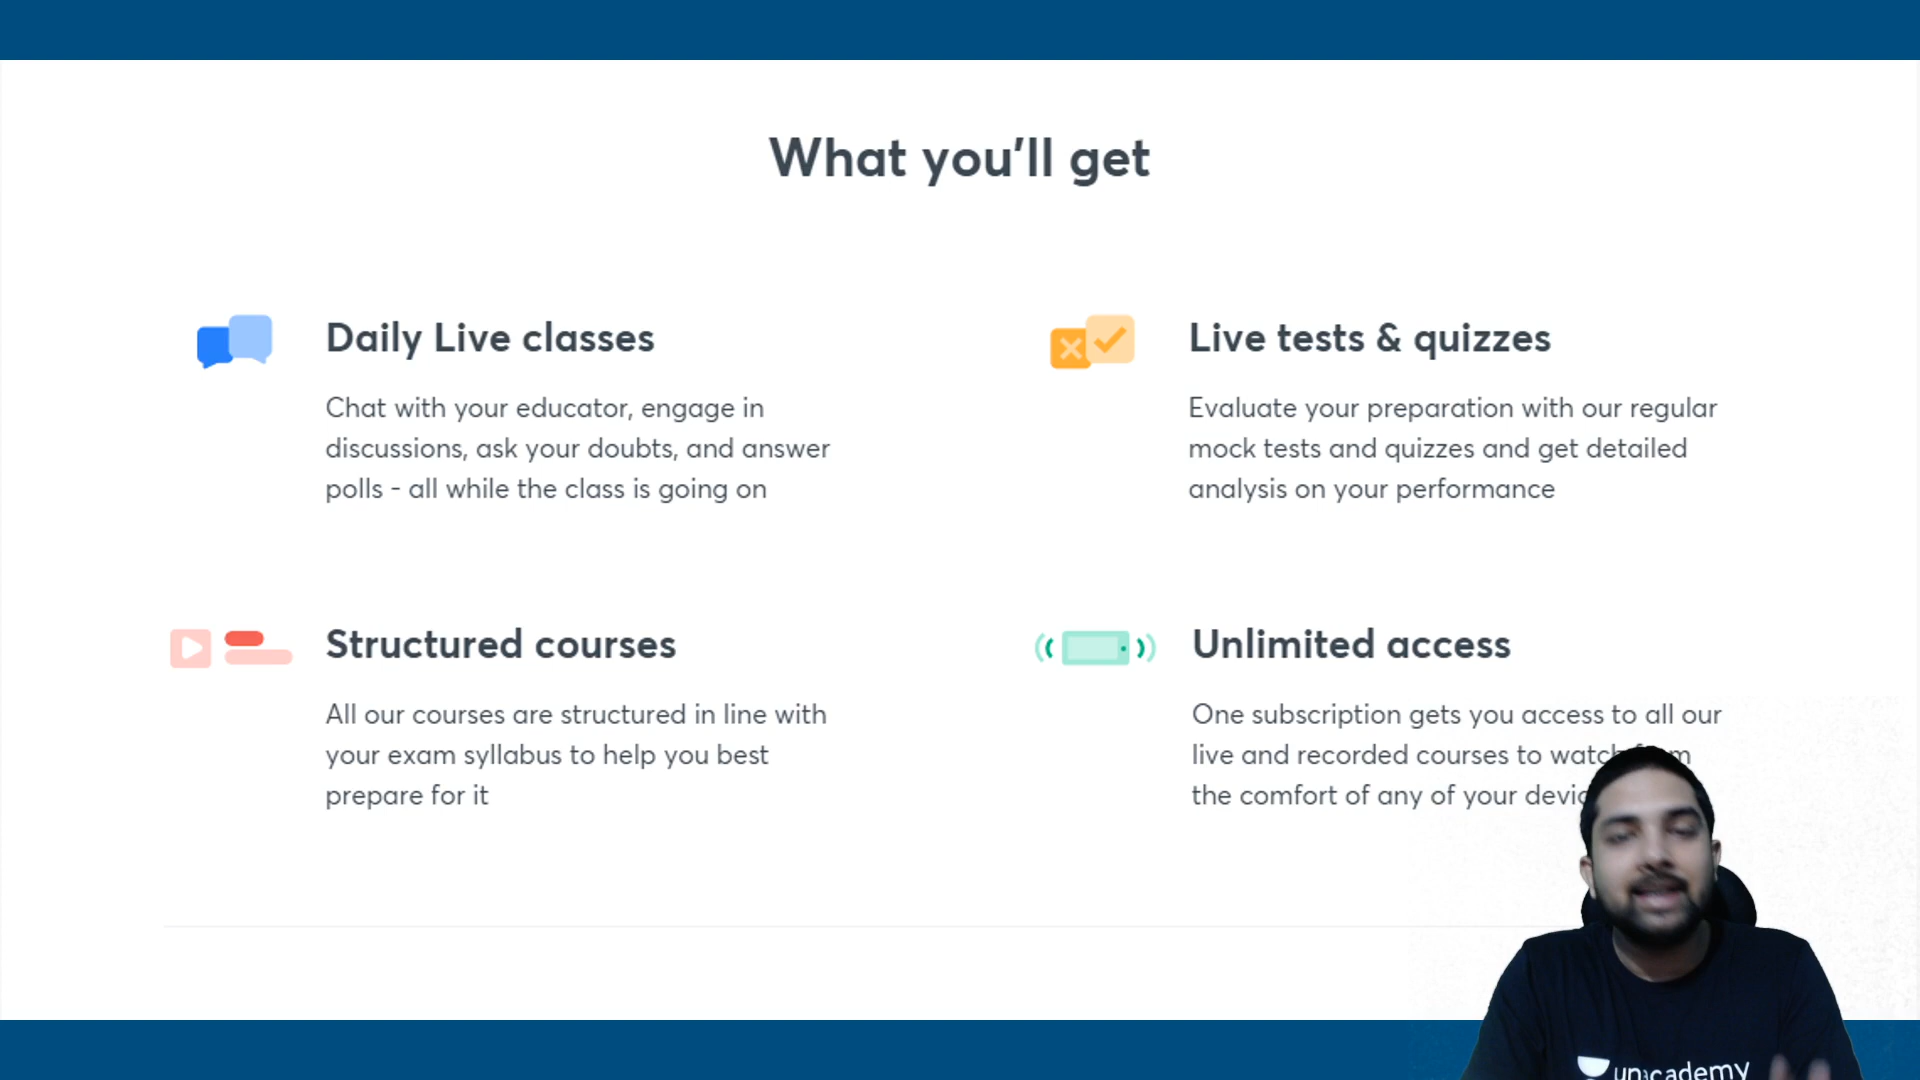 What you'll get
Daily Live classes
Chat with your educator, engage in
discussions, ask your doubts, and answer
polls - all while the class is going on
Live tests & quizzes
Evaluate your preparation with our regular
mock tests and quizzes and get detailed
analysis on your performance
Structured courses
All our courses are structured in line with
your exam syllabus to help you best
prepare for it
Unlimited access
One subscription gets you access to all our
live and recorded courses to watch
the comfort of any of your
unacademy